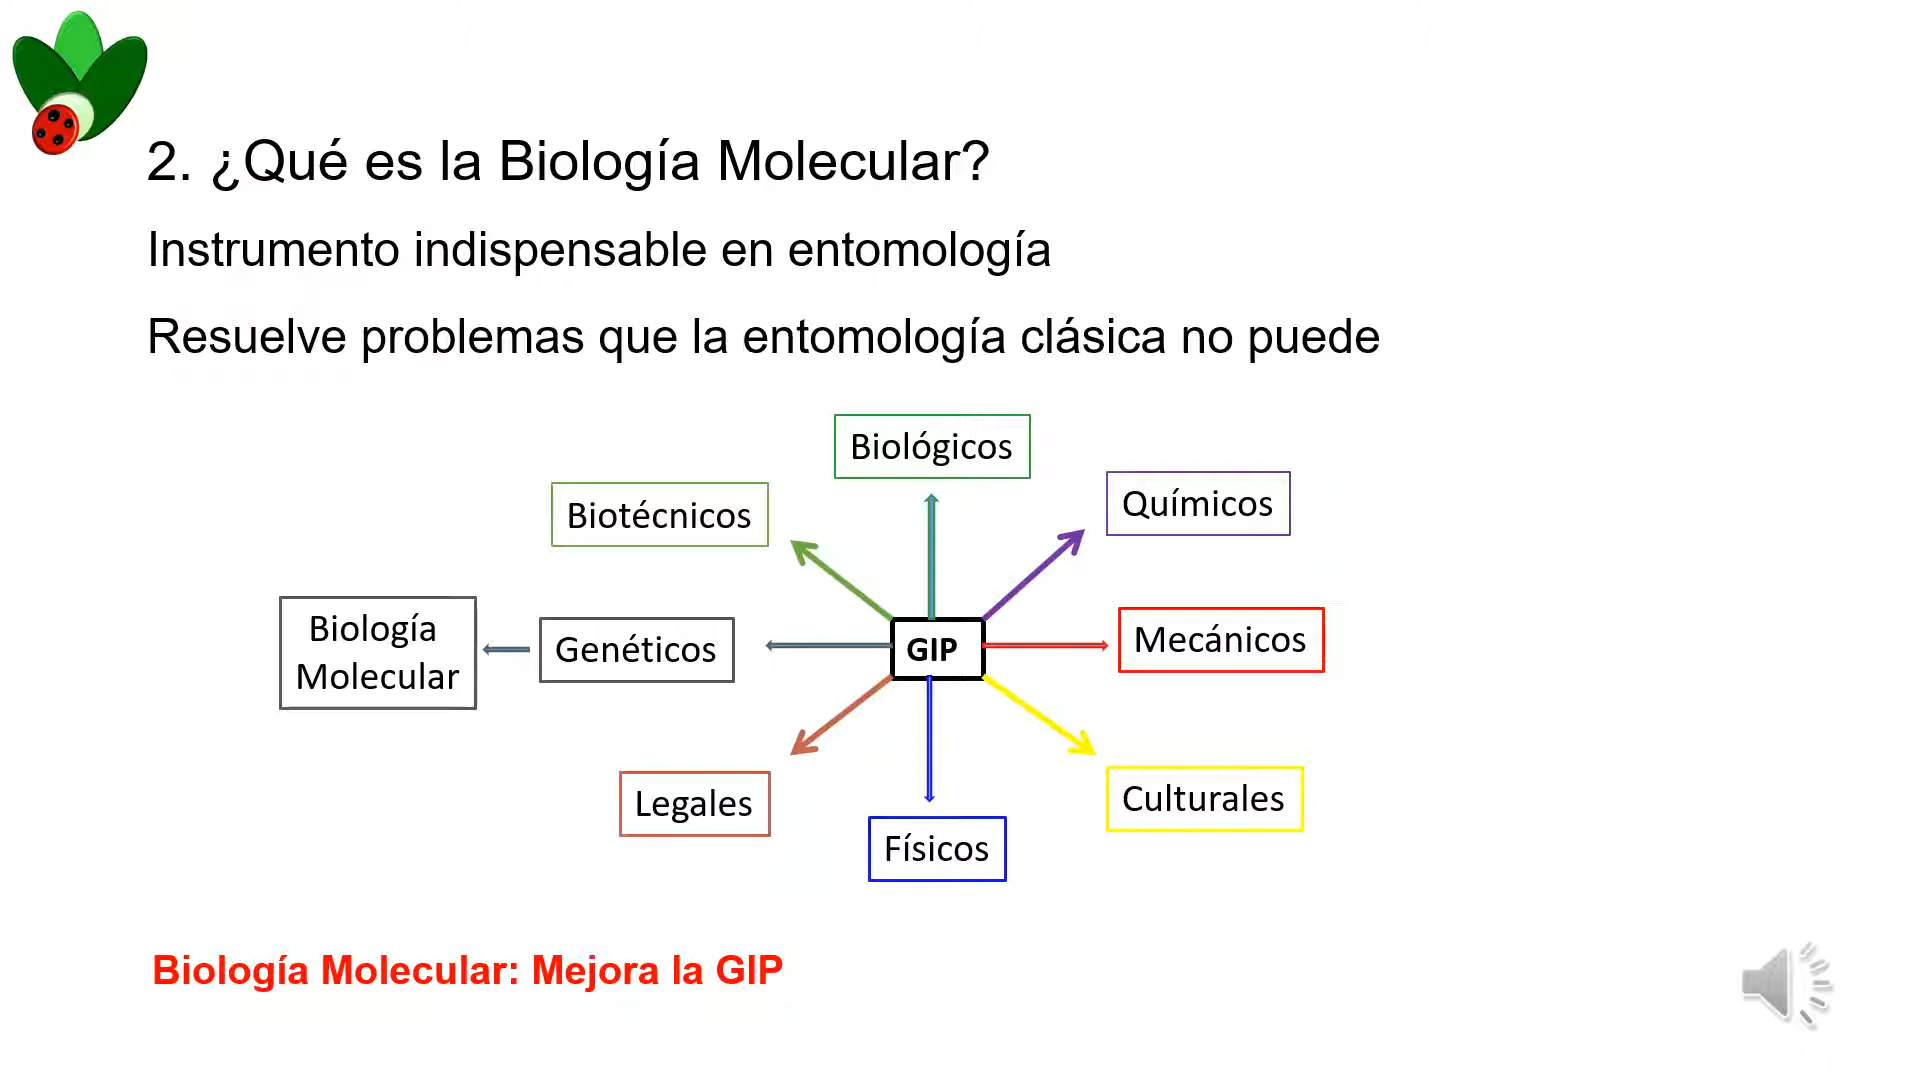 2. ¿Qué es la Biología Molecular?
Instrumento indispensable en entomología
Resuelve problemas que la entomología clásica no puede
Biológicos
Químicos
Biotécnicos
Biología
Molecular
Genéticos
GIP
Mecánicos
Legales
Culturales
Físicos
Biología Molecular: Mejora la GIP